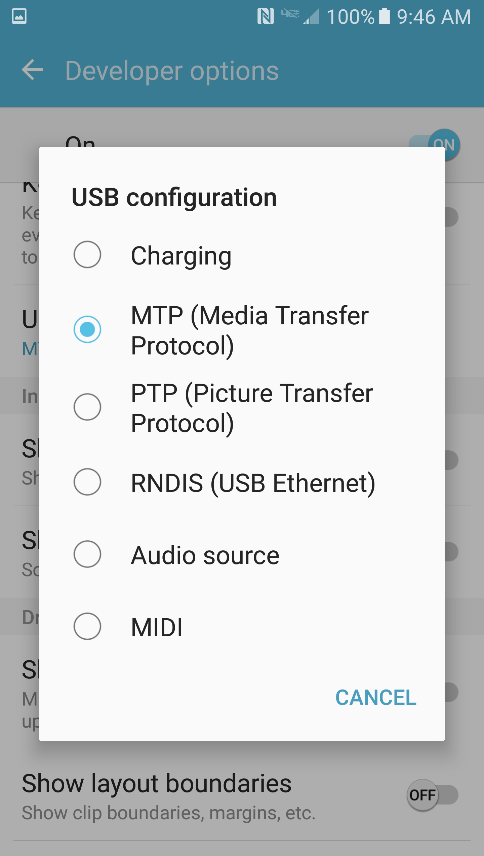 100% 9:46 AM
Developer options
On
ON
USB configuration
Charging
MTP (Media Transfer
Protocol)
PTP (Picture Transfer
Protocol)
RNDIS (USB Ethernet)
Audio source
MIDI
CANCEL
Show layout boundaries
OFF
Show clip boundaries, margins, etc.